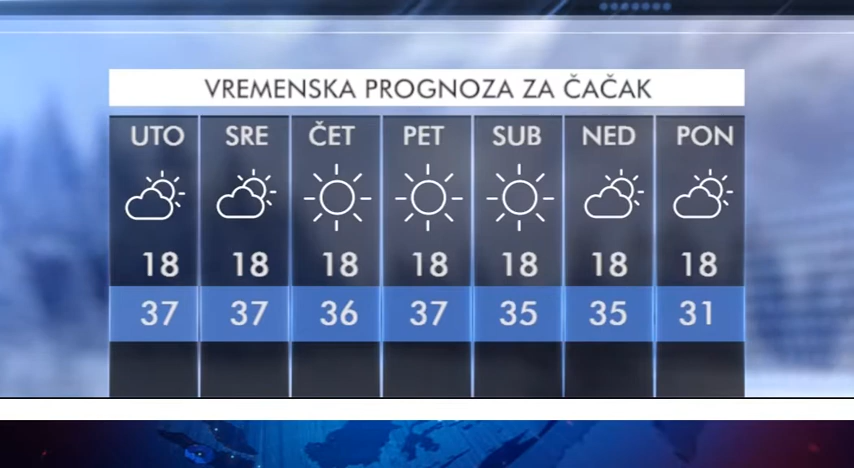 VREMENSKA PROGNOZA ZA ČAČAK
UTO SRE ČET PET SUB NED PON
18 18 18 18 18 18 18
37 37 36 37 35 35 31